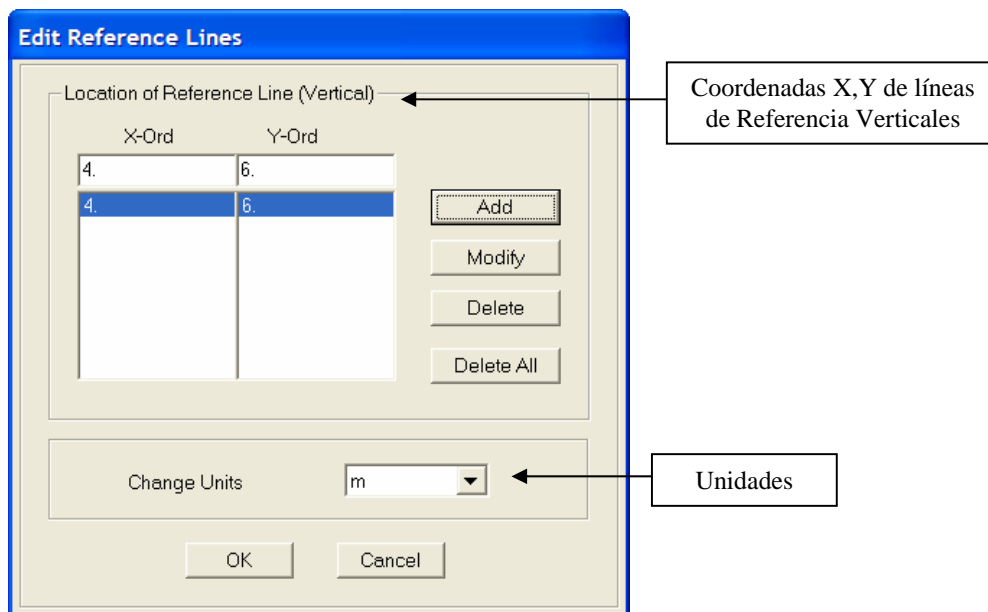 Edit Reference Lines
Location of Reference Line (Vertical)
X-Ord Y-Ord
4. 6.
4. 6.
Add
Modify
Delete
Delete All
Change Units m
OK Cancel
Coordenadas X,Y de líneas
de Referencia Verticales
Unidades